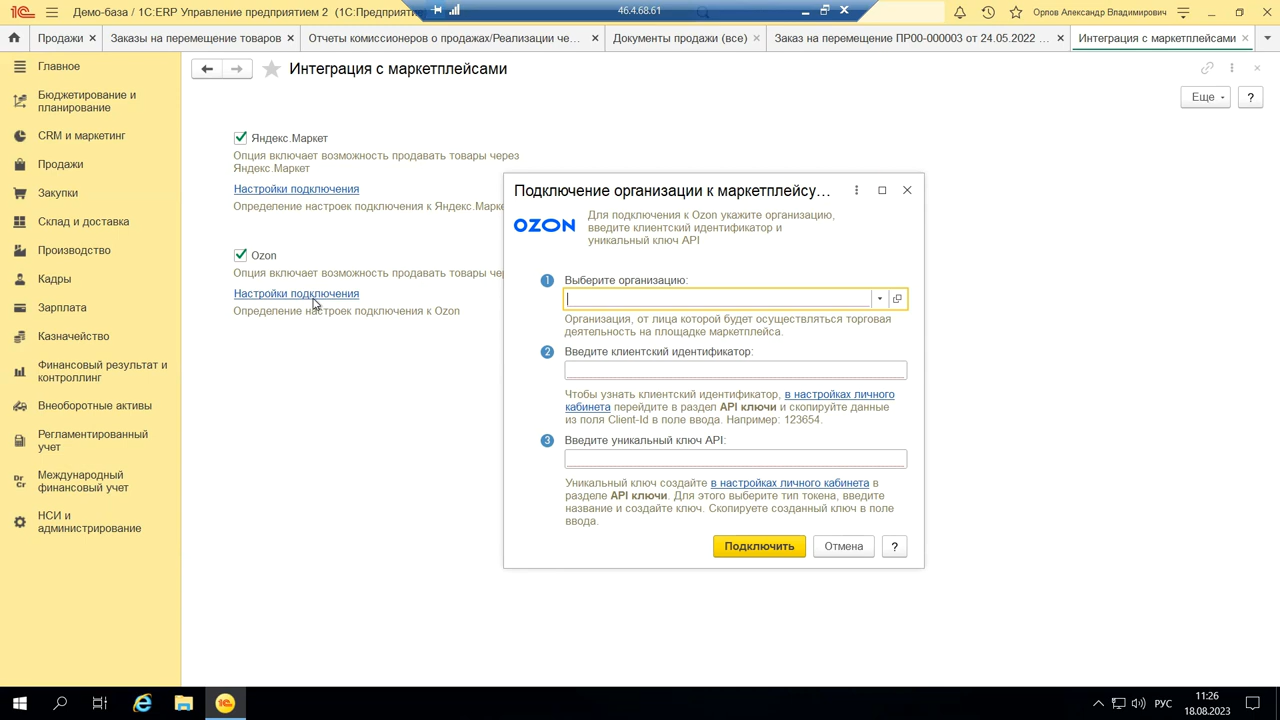 Демо-база / 1С:ERP Управление предприятием 2 (1С:Предприятие
46.4.68.61
Орлов Александр Владимирович
Продажи
Заказы на перемещение товаров
Отчеты комиссионеров о продажах/Реализации че...
Документы продажи (все)
Заказ на перемещение ПР00-000003 от 24.05.2022 ...
Интеграция с маркетплейсами
Главное
Бюджетирование и
планирование
CRM и маркетинг
Продажи
Закупки
Склад и доставка
Производство
Кадры
Зарплата
Казначейство
Финансовый результат и
контроллинг
Внеоборотные активы
Регламентированный
учет
Международный
финансовый учет
НСИ и
администрирование
Интеграция с маркетплейсами
Еще
?
Яндекс.Маркет
Опция включает возможность продавать товары через
Яндекс.Маркет
Настройки подключения
Определение настроек подключения к Яндекс.Марке
Ozon
Опция включает возможность продавать товары чер
Настройки подключения
Определение настроек подключения к Ozon
Подключение организации к маркетплейсу...
OZON
Для подключения к Ozon укажите организацию,
введите клиентский идентификатор и
уникальный ключ API
1 Выберите организацию:
Организация, от лица которой будет осуществляться торговая
деятельность на площадке маркетплейса.
2 Введите клиентский идентификатор:
Чтобы узнать клиентский идентификатор, в настройках личного
кабинета перейдите в раздел API ключи и скопируйте данные
из поля Client-Id в поле ввода. Например: 123654.
3 Введите уникальный ключ API:
Уникальный ключ создайте в настройках личного кабинета в
разделе API ключи. Для этого выберите тип токена, введите
название и создайте ключ. Скопируйте созданный ключ в поле
ввода.
Подключить
Отмена
?
РУС
11:26
18.08.2023